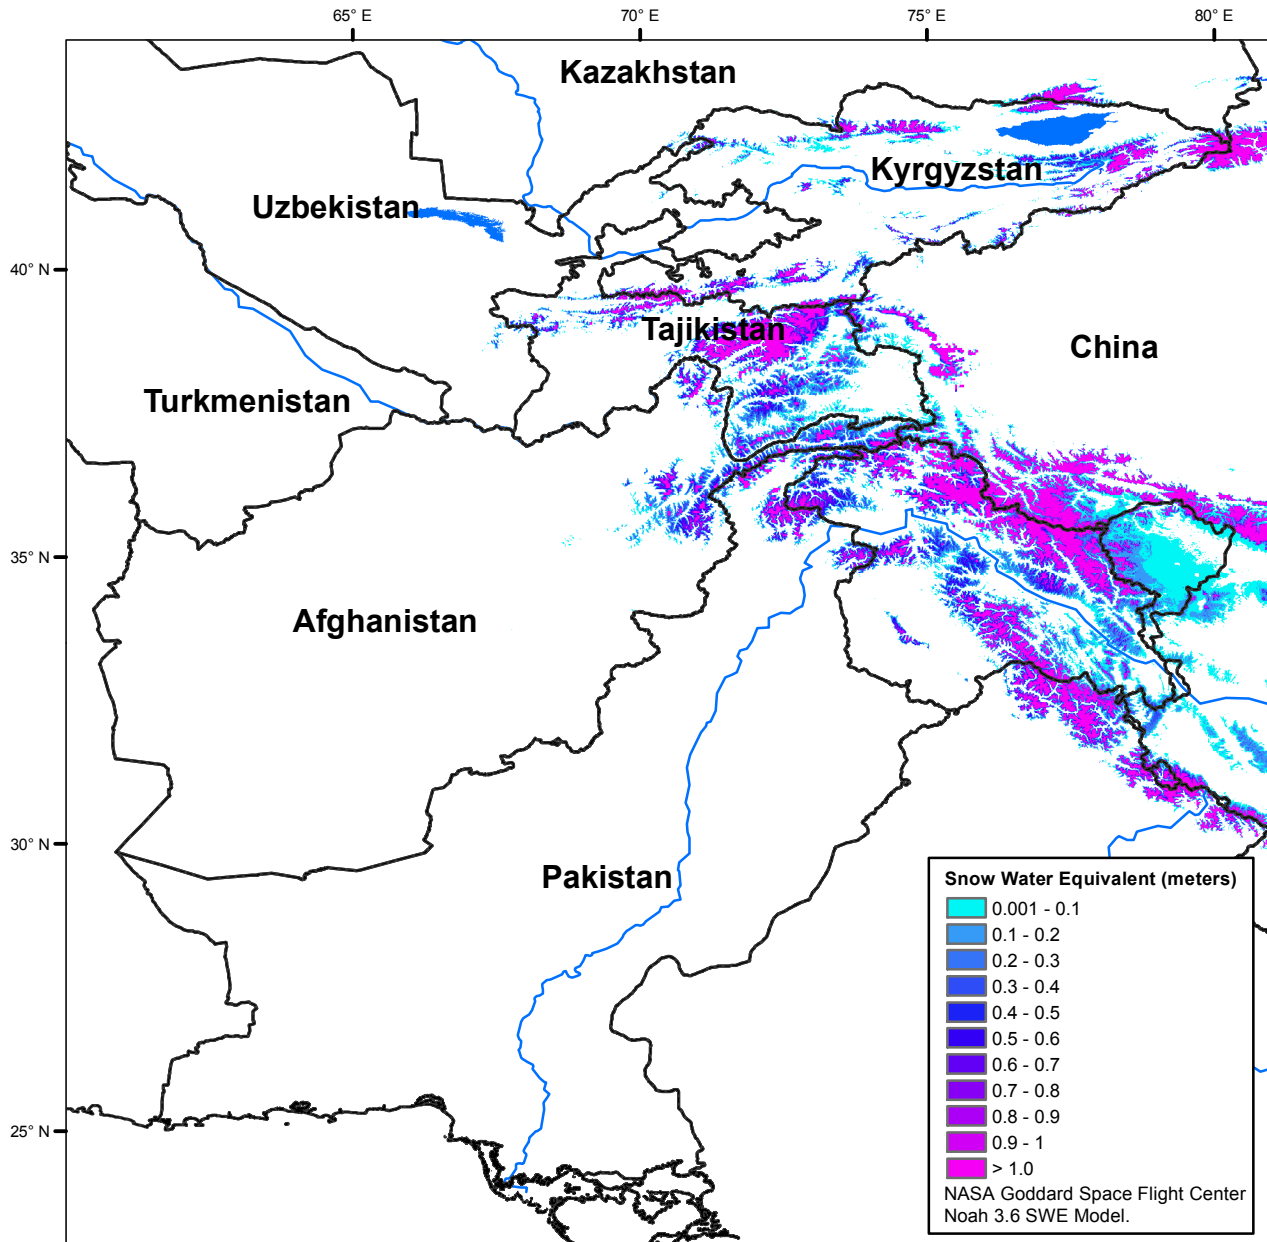 65° E
70° E
75° E
80° E
Kazakhstan
Kyrgyzstan
Uzbekistan
40° N
Tajikistan
China
Turkmenistan
35° N
Afghanistan
30° N
Pakistan
Snow Water Equivalent (meters)
0.001 - 0.1
0.1 - 0.2
0.2 - 0.3
0.3 - 0.4
0.4 - 0.5
0.5 - 0.6
0.6 - 0.7
0.7 - 0.8
0.8 - 0.9
0.9 - 1
> 1.0
25° N
NASA Goddard Space Flight Center
Noah 3.6 SWE Model.